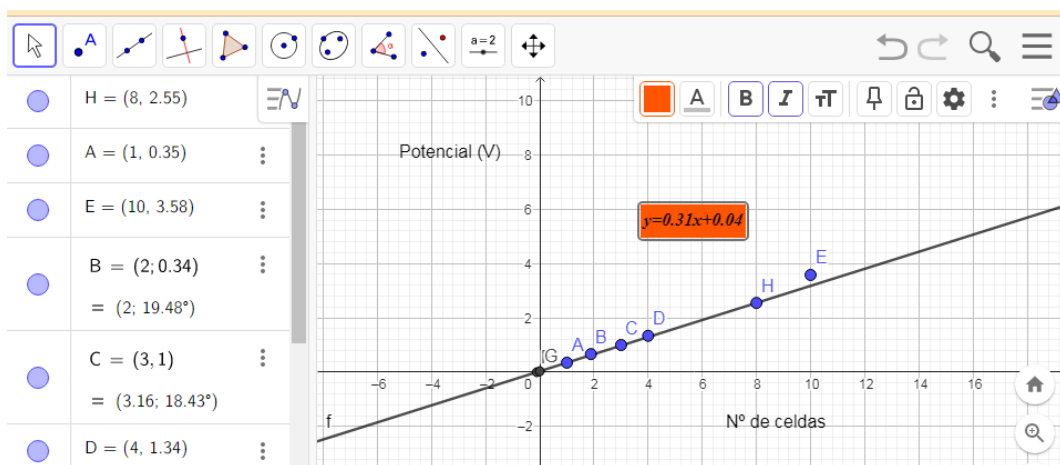 A
α
a=2
H = (8, 2.55)
A = (1, 0.35)
E = (10, 3.58)
B = (2; 0.34)
= (2; 19.48°)
C = (3, 1)
= (3.16; 18.43°)
D = (4, 1.34)
A B I TT
Potencial (V)
y=0.31x+0.04
10
8
6
4
2
−2
−6 −4 −2 0 2 4 6 8 10 12 14 16
G A B C D H E
f
Nº de celdas